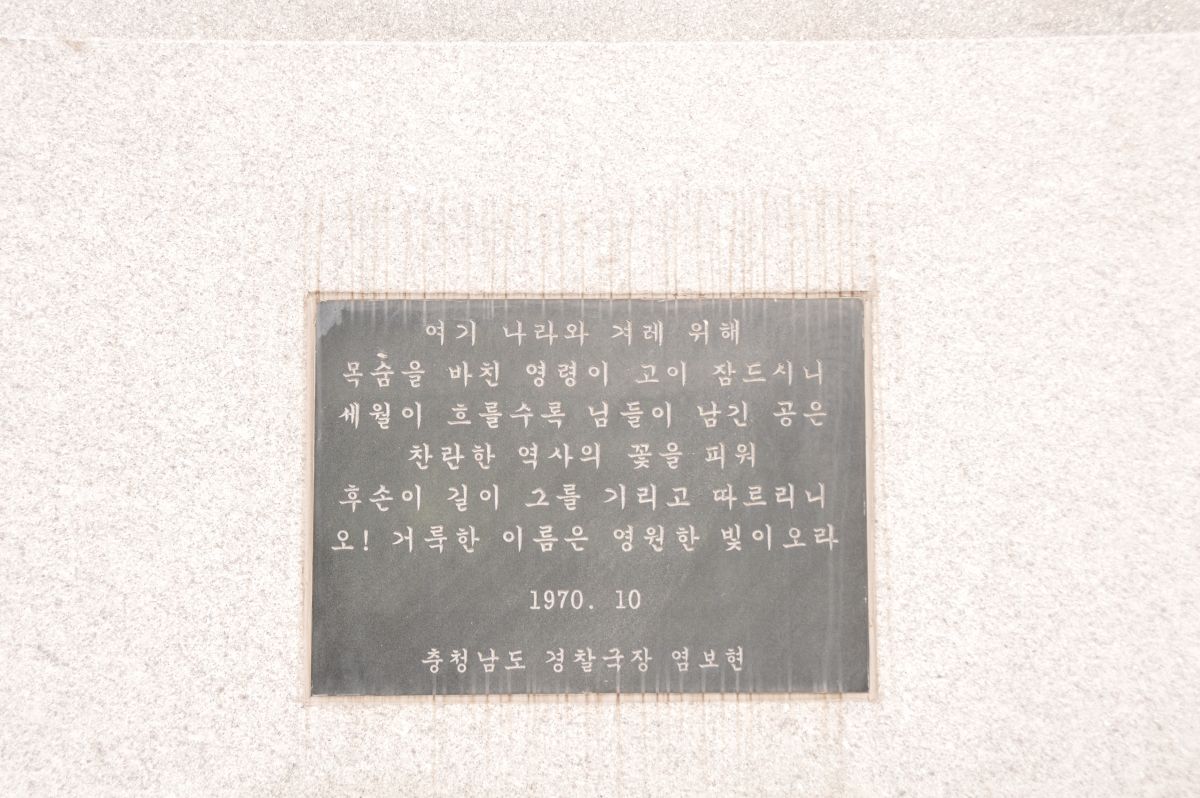 여기 나라와 겨레 위해
목숨을 바친 영령이 고이 잠드시니
세월이 흐를수록 님들이 남긴 공은
찬란한 역사의 꽃을 피워
후손이 길이 그를 기리고 따르리니
오! 거룩한 이름은 영원한 빛이오라
1970. 10
충청남도 경찰국장 염보현